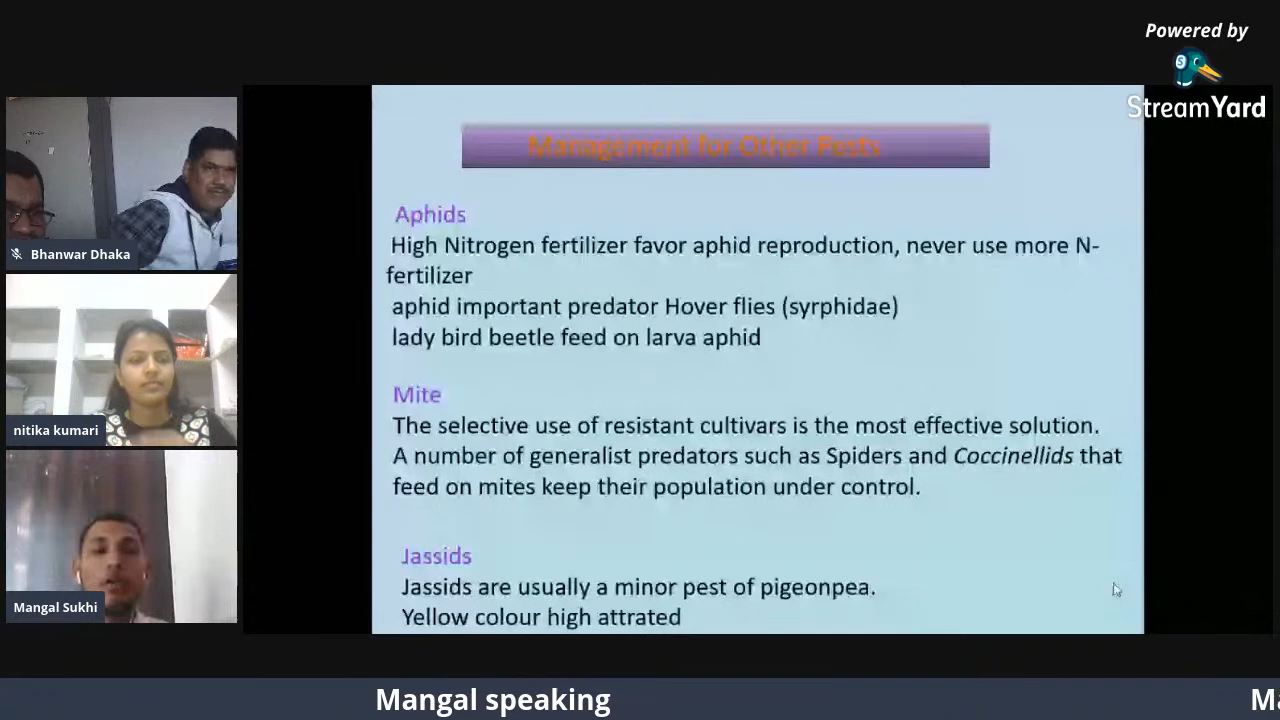 Powered by
StreamYard
Management for Other Pests
Aphids
High Nitrogen fertilizer favor aphid reproduction, never use more N-
fertilizer
aphid important predator Hover flies (syrphidae)
lady bird beetle feed on larva aphid
Mite
The selective use of resistant cultivars is the most effective solution.
A number of generalist predators such as Spiders and Coccinellids that
feed on mites keep their population under control.
Jassids
Jassids are usually a minor pest of pigeonpea.
Yellow colour high attrated
Bhanwar Dhaka
nitika kumari
Mangal Sukhi
Mangal speaking
Ma